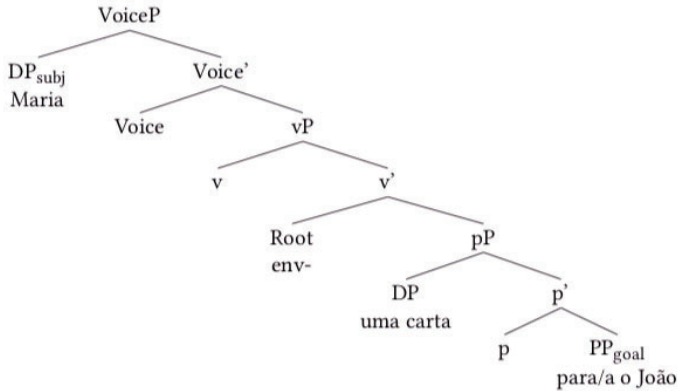 VoiceP
DPsubj Voice’
Maria
Voice vP
v v’
Root pP
env-
DP p’
uma carta
p PPgoal
para/a o João